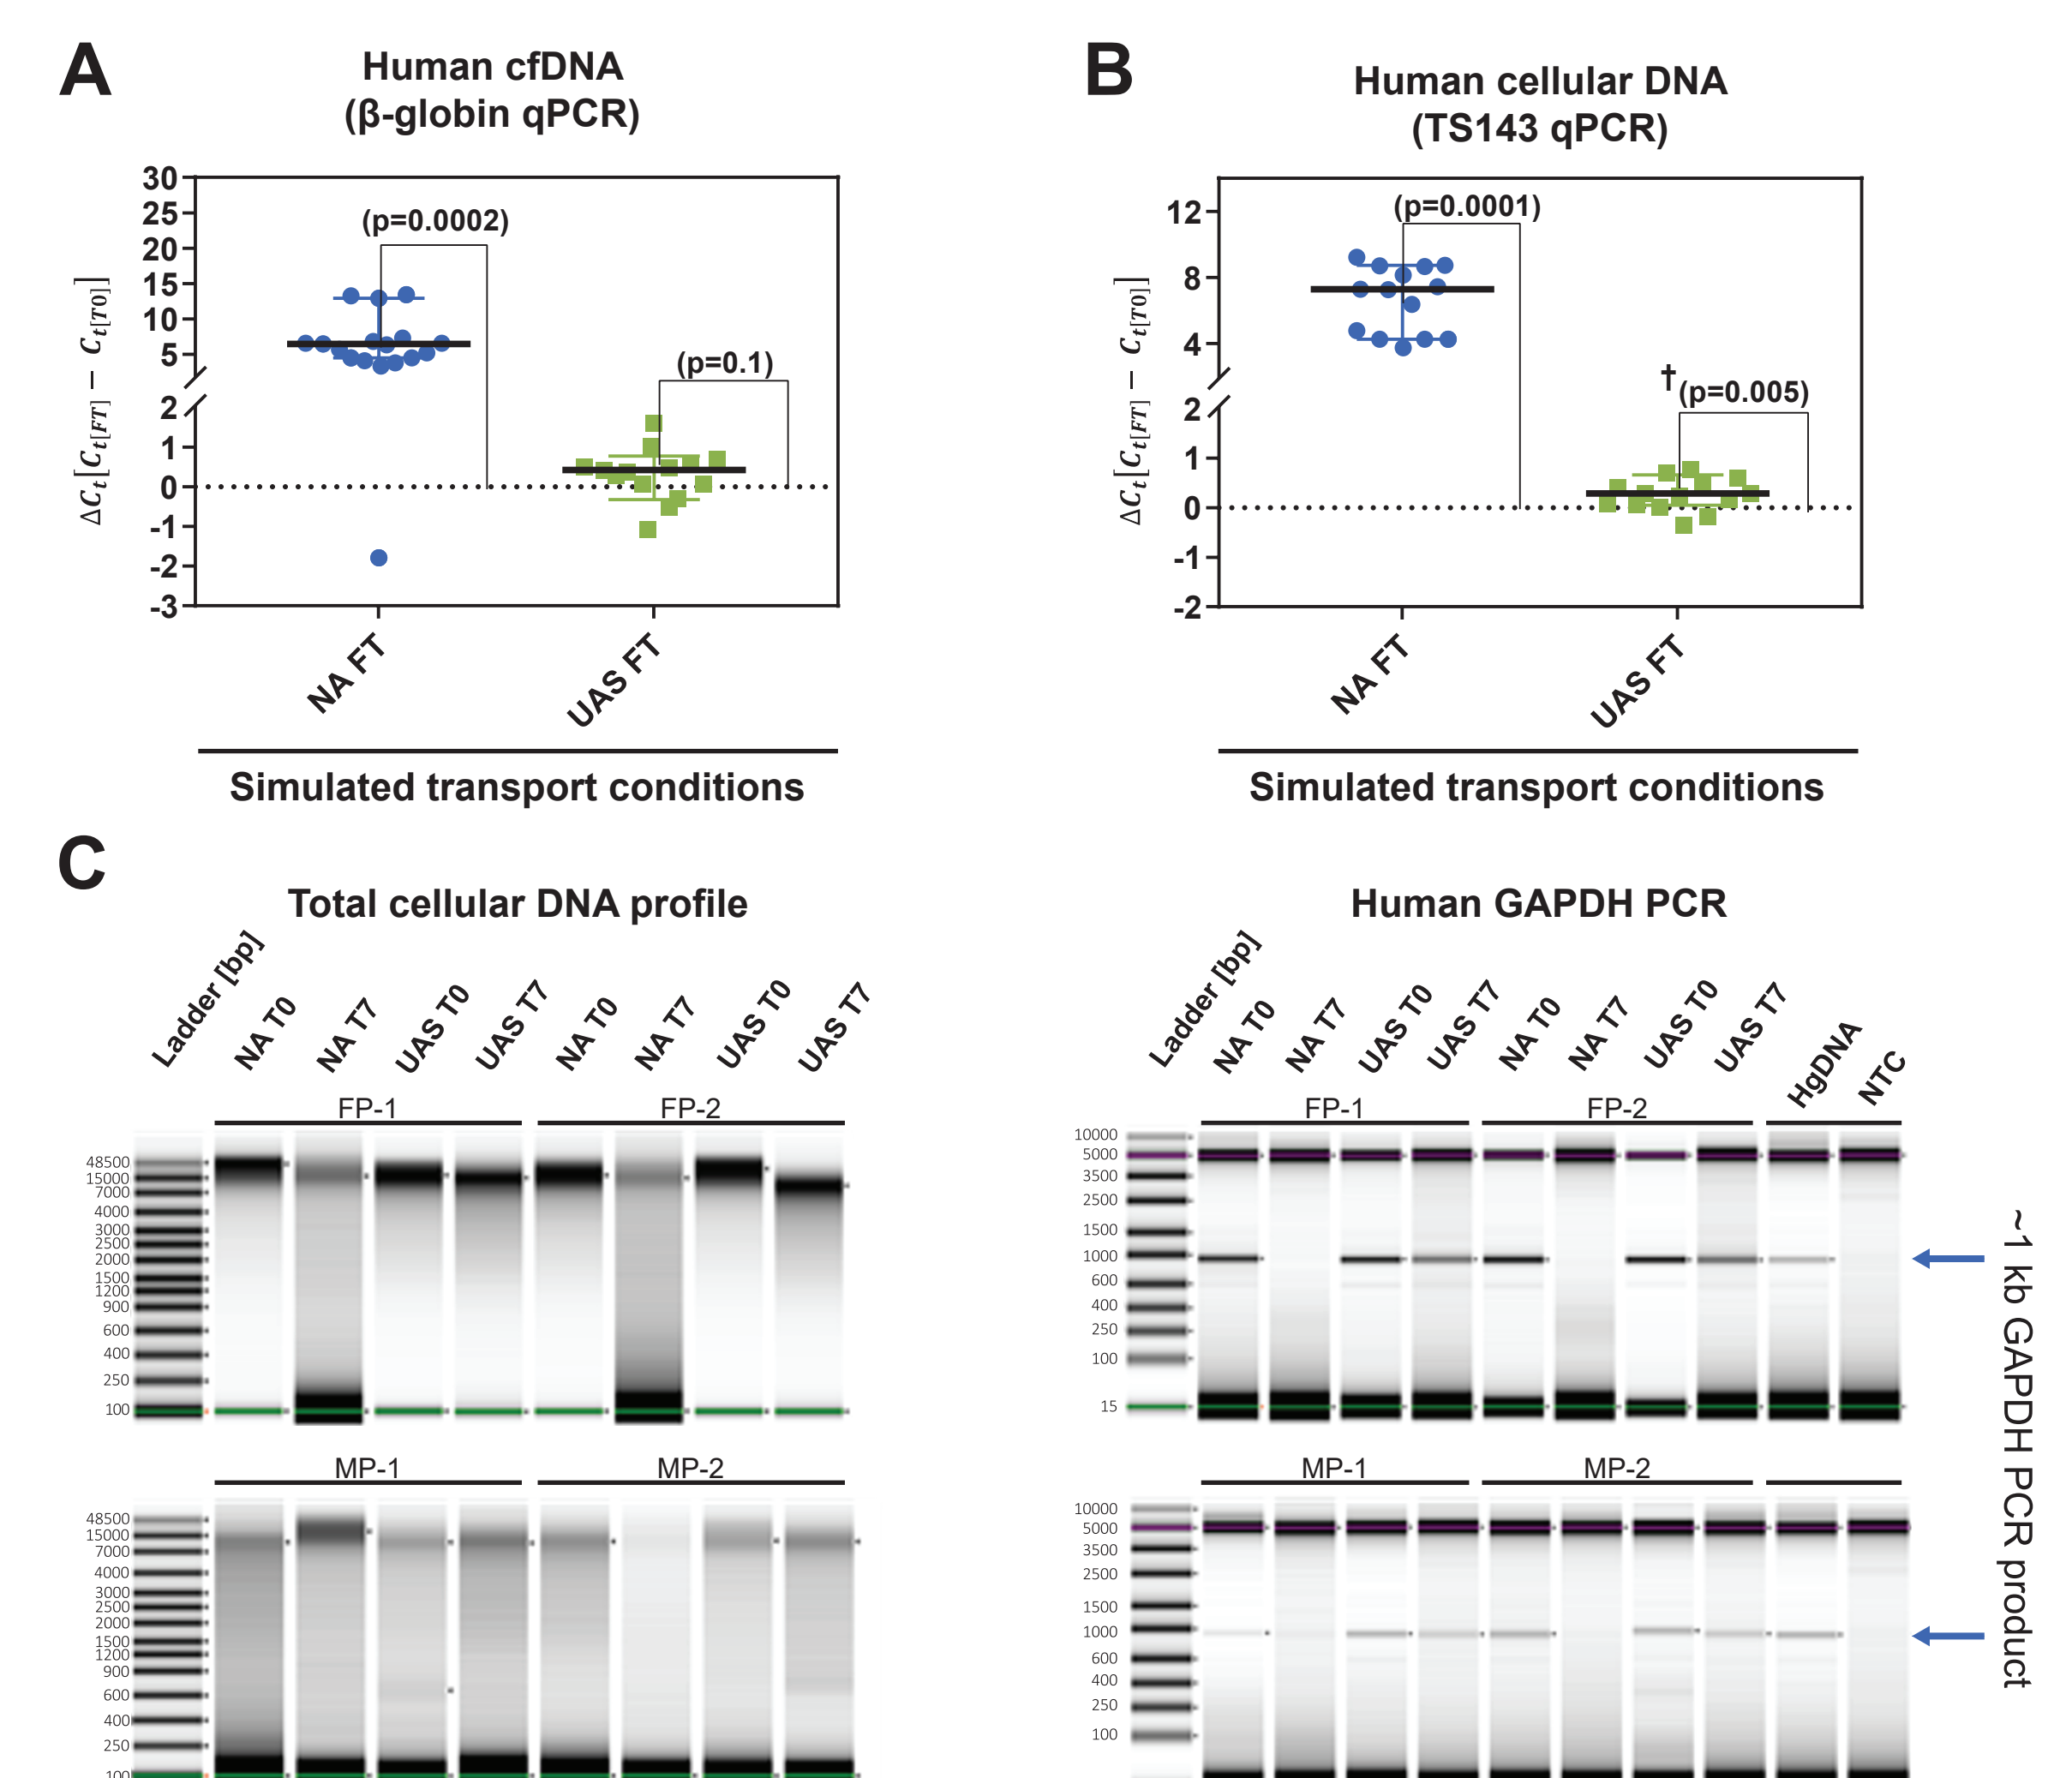 A
Human cfDNA
(β-globin qPCR)
30
25
20
15
10
5
2
1
0
-1
-2
-3
ΔCt[Ct[FT] − Ct[T0]]
(p=0.0002)
(p=0.1)
NA FT
UAS FT
Simulated transport conditions
B
Human cellular DNA
(TS143 qPCR)
12
8
4
2
1
0
-1
-2
ΔCt[Ct[FT] − Ct[T0]]
(p=0.0001)
†(p=0.005)
NA FT
UAS FT
Simulated transport conditions
C
Total cellular DNA profile
Ladder [bp]
NA T0
NA T7
UAS T0
UAS T7
NA T0
NA T7
UAS T0
UAS T7
FP-1
FP-2
48500
15000
7000
4000
3000
2500
2000
1500
1200
900
600
400
250
100
MP-1
MP-2
48500
15000
7000
4000
3000
2500
2000
1500
1200
900
600
400
250
100
Human GAPDH PCR
Ladder [bp]
NA T0
NA T7
UAS T0
UAS T7
NA T0
NA T7
UAS T0
UAS T7
HgDNA
NTC
FP-1
FP-2
10000
5000
3500
2500
1500
1000
600
400
250
100
15
MP-1
MP-2
10000
5000
3500
2500
1500
1000
600
400
250
100
~1 kb GAPDH PCR product